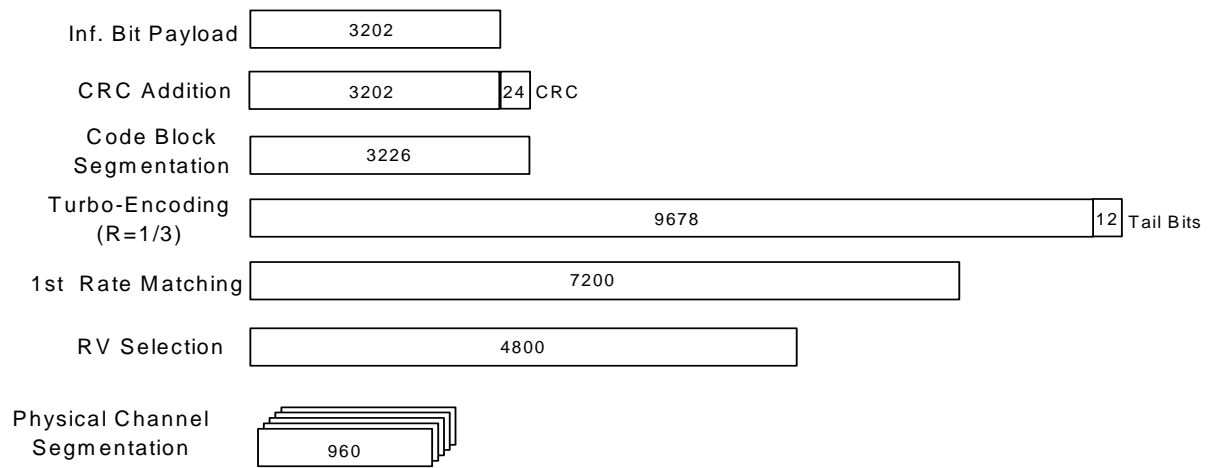 Inf. Bit Payload 3202
CRC Addition 3202 24 CRC
Code Block
Segmentation 3226
Turbo-Encoding
(R=1/3) 9678 12 Tail Bits
1st Rate Matching 7200
RV Selection 4800
Physical Channel
Segmentation 960